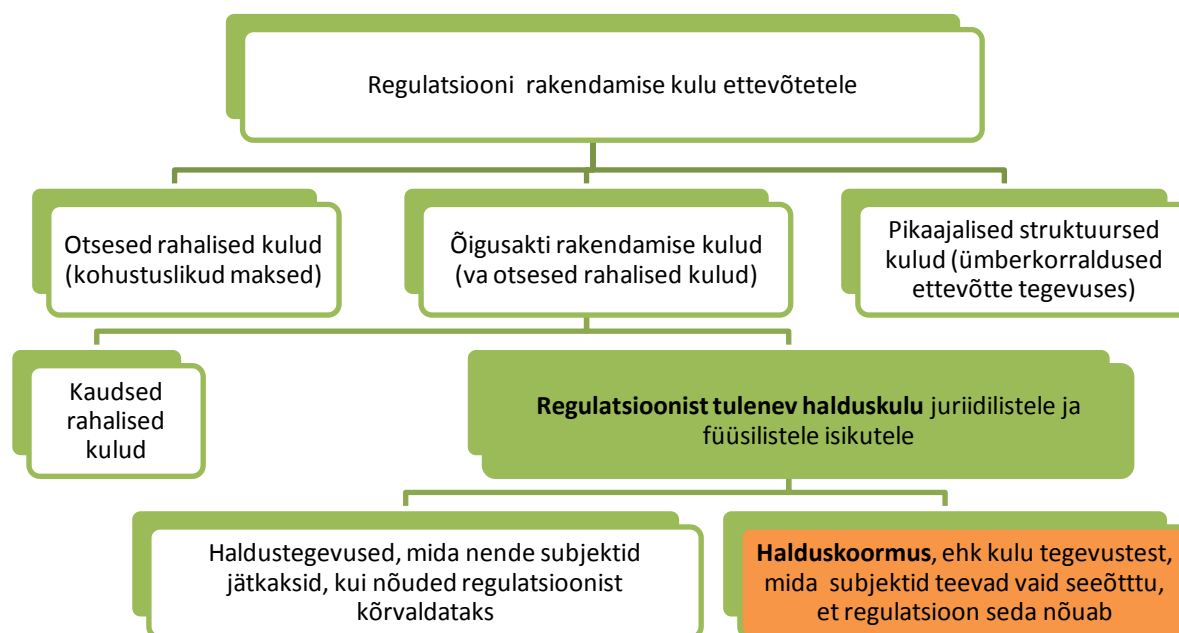 Regulatsiooni rakendamise kulu ettevõtetele
Otsesed rahalised kulud
(kohustuslikud maksed)
Õigusakti rakendamise kulud
(va otsesed rahalised kulud)
Pikaajalised struktuursed
kulud (ümberkorraldused
ettevõtte tegevuses)
Kaudsed
rahalised
kulud
Regulatsioonist tulenev halduskulu juriidilistele ja
füüsilistele isikutele
Haldustegevused, mida nende subjektid
jätkaksid, kui nõuded regulatsioonist
kõrvaldataks
Halduskoormus, ehk kulu tegevustest,
mida subjektid teevad vaid seeõtttu,
et regulatsioon seda nõuab